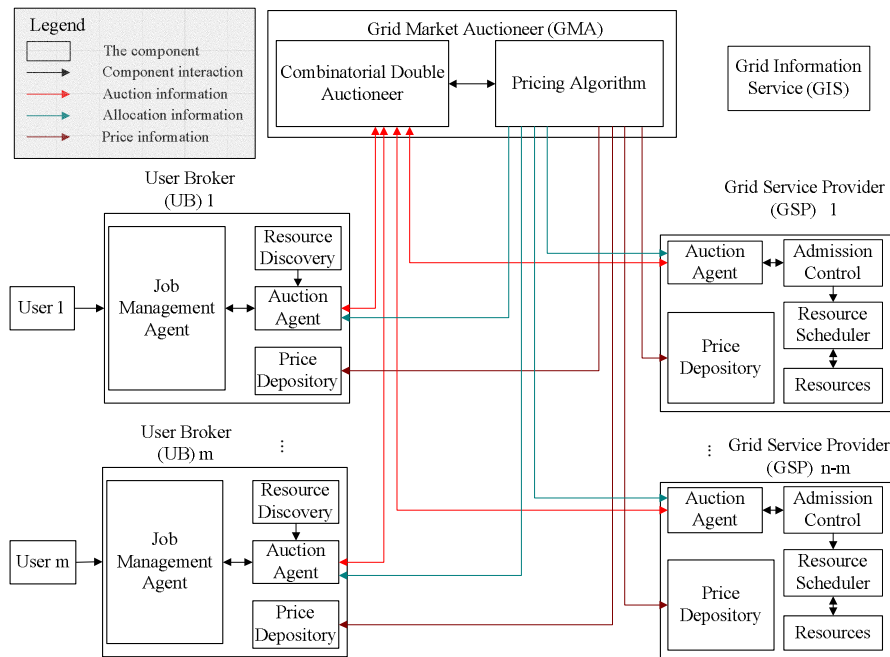 Legend
The component
Component interaction
Auction information
Allocation information
Price information
Grid Market Auctioneer (GMA)
Combinatorial Double
Auctioneer
Pricing Algorithm
Grid Information
Service (GIS)
User Broker
(UB) 1
User 1
Job
Management
Agent
Resource
Discovery
Auction
Agent
Price
Depository
Grid Service Provider
(GSP) 1
Auction
Agent
Admission
Control
Resource
Scheduler
Price
Depository
Resources
User Broker
(UB) m
...
User m
Job
Management
Agent
Resource
Discovery
Auction
Agent
Price
Depository
...
Grid Service Provider
(GSP) n-m
Auction
Agent
Admission
Control
Resource
Scheduler
Price
Depository
Resources